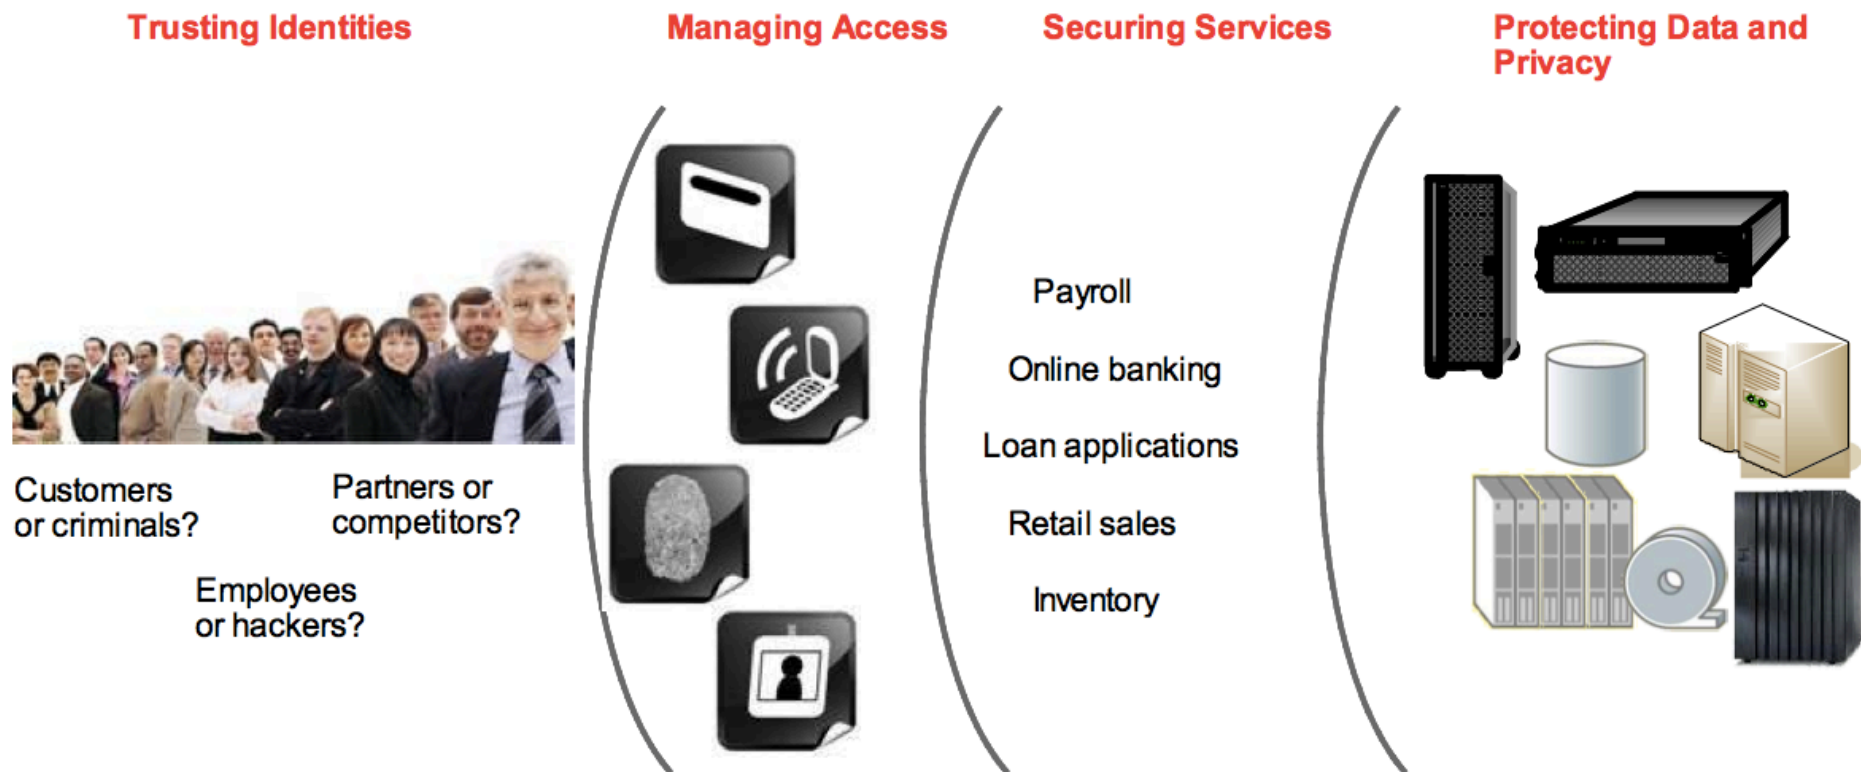 Trusting Identities
Managing Access
Securing Services
Protecting Data and
Privacy
Customers
or criminals?
Partners or
competitors?
Employees
or hackers?
Payroll
Online banking
Loan applications
Retail sales
Inventory